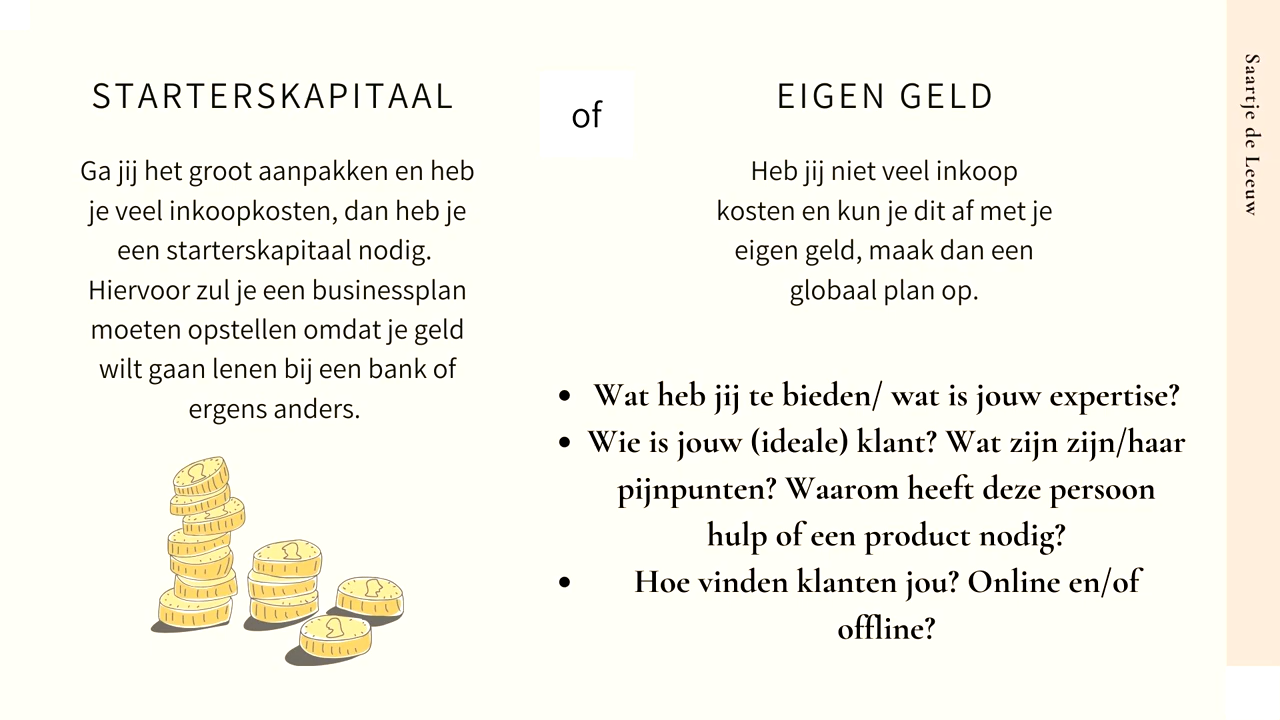 STARTERSKAPITAAL
Ga jij het groot aanpakken en heb
je veel inkoopkosten, dan heb je
een starterskapitaal nodig.
Hiervoor zul je een businessplan
moeten opstellen omdat je geld
wilt gaan lenen bij een bank of
ergens anders.
of
EIGEN GELD
Heb jij niet veel inkoop
kosten en kun je dit af met je
eigen geld, maak dan een
globaal plan op.
• Wat heb jij te bieden/ wat is jouw expertise?
• Wie is jouw (ideale) klant? Wat zijn zijn/haar
pijnpunten? Waarom heeft deze persoon
hulp of een product nodig?
• Hoe vinden klanten jou? Online en/of
offline?
Saartje de Leeuw